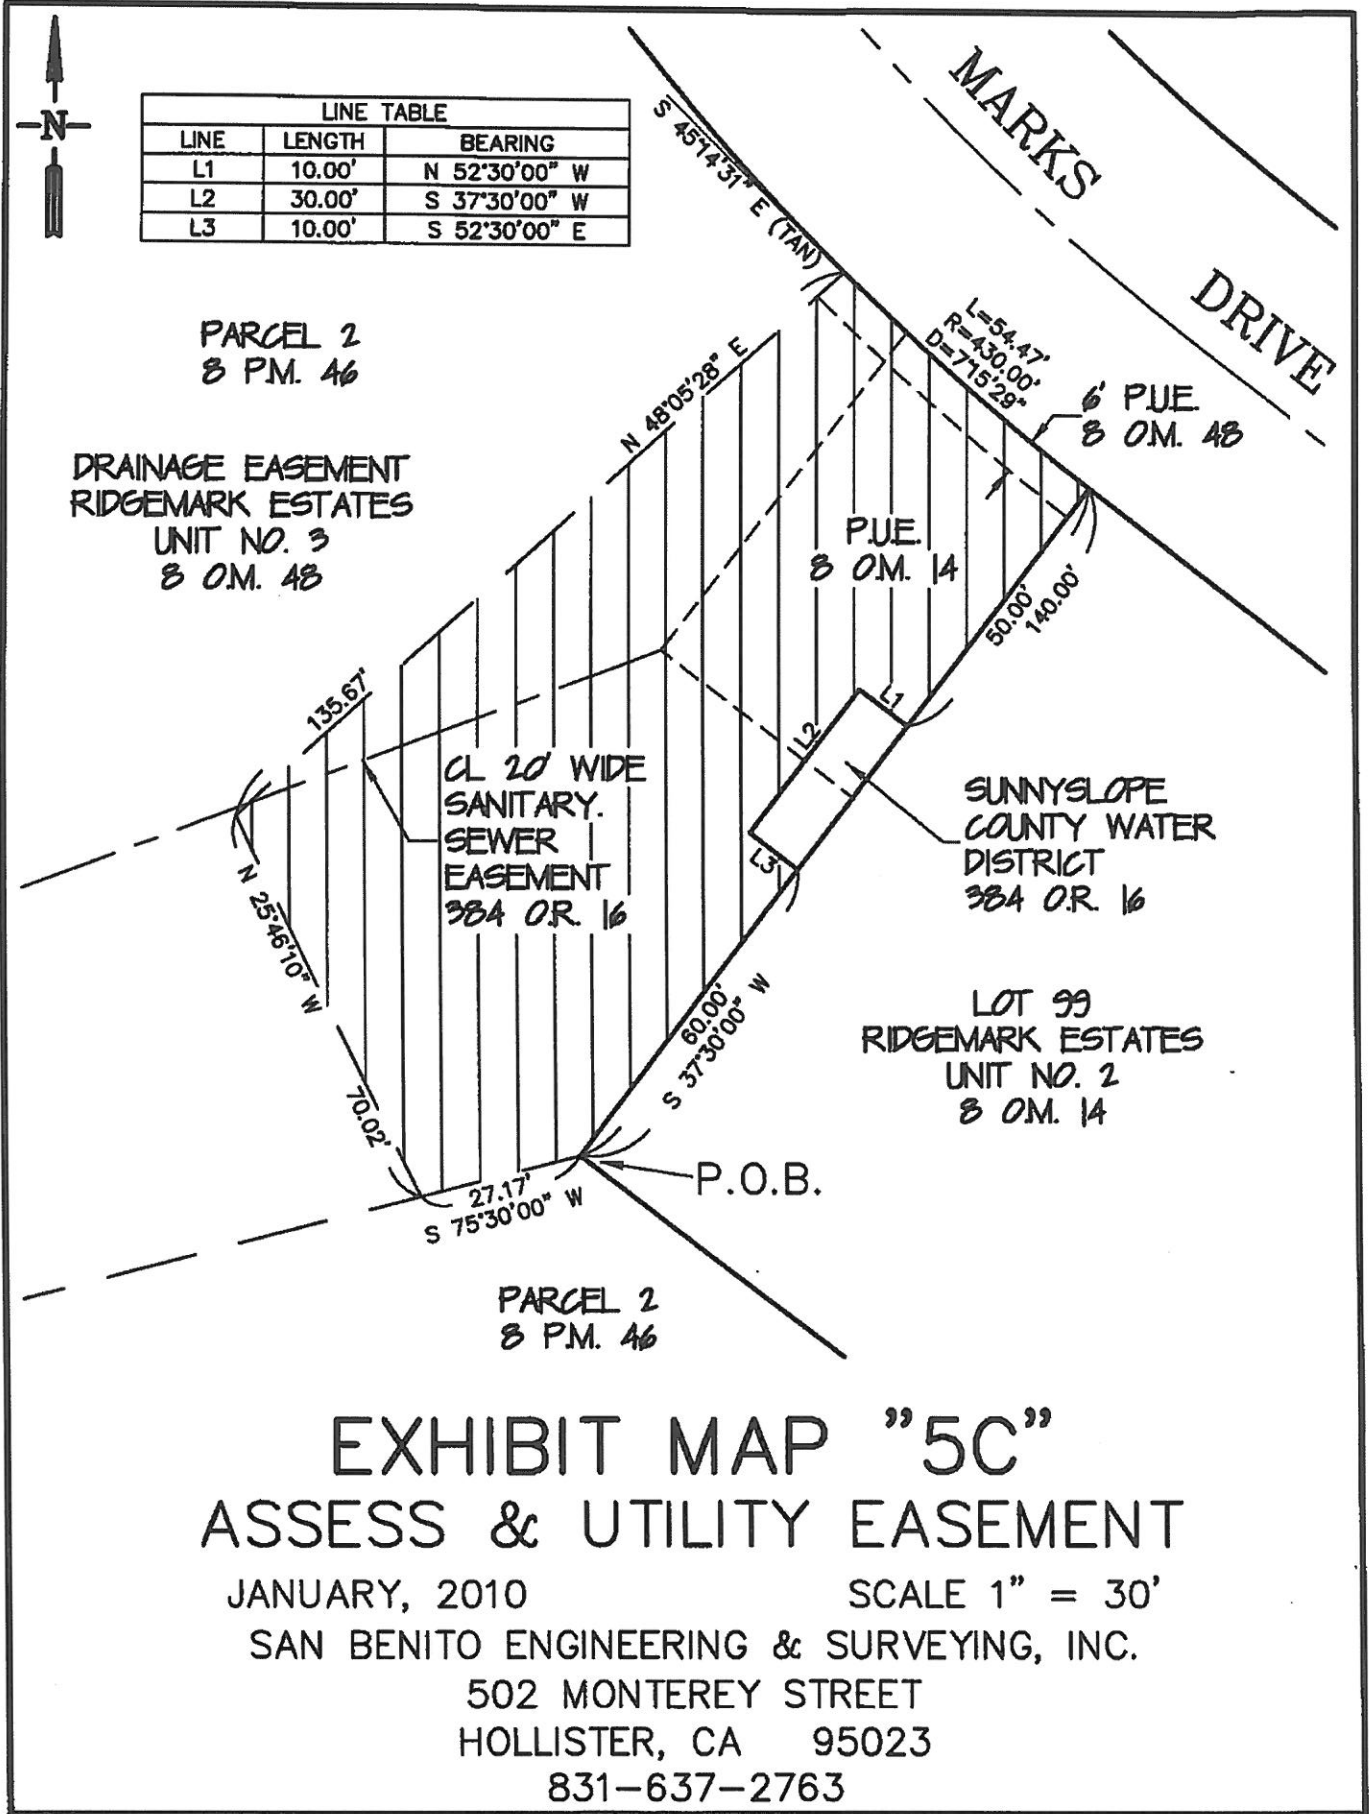 N
LINE TABLE
LINE LENGTH BEARING
L1 10.00' N 52°30'00" W
L2 30.00' S 37°30'00" W
L3 10.00' S 52°30'00" E
MARKS
DRIVE
S 45°14'31" E (TAN)
L=54.47'
R=430.00'
D=7°15'29"
6' P.U.E.
8 O.M. 48
PARCEL 2
8 P.M. 46
N 48°05'28" E
DRAINAGE EASEMENT
RIDGEMARK ESTATES
UNIT NO. 3
8 O.M. 48
P.U.E.
8 O.M. 14
50.00'
140.00'
135.67'
L1
L2
L3
CL 20' WIDE
SANITARY.
SEWER
EASEMENT
384 O.R. 16
SUNNYSLOPE
COUNTY WATER
DISTRICT
384 O.R. 16
N 25°46'10" W
70.02'
60.00'
S 37°30'00" W
LOT 99
RIDGEMARK ESTATES
UNIT NO. 2
8 O.M. 14
27.17'
S 75°30'00" W
P.O.B.
PARCEL 2
8 P.M. 46
EXHIBIT MAP "5C"
ASSESS & UTILITY EASEMENT
JANUARY, 2010 SCALE 1" = 30'
SAN BENITO ENGINEERING & SURVEYING, INC.
502 MONTEREY STREET
HOLLISTER, CA 95023
831-637-2763